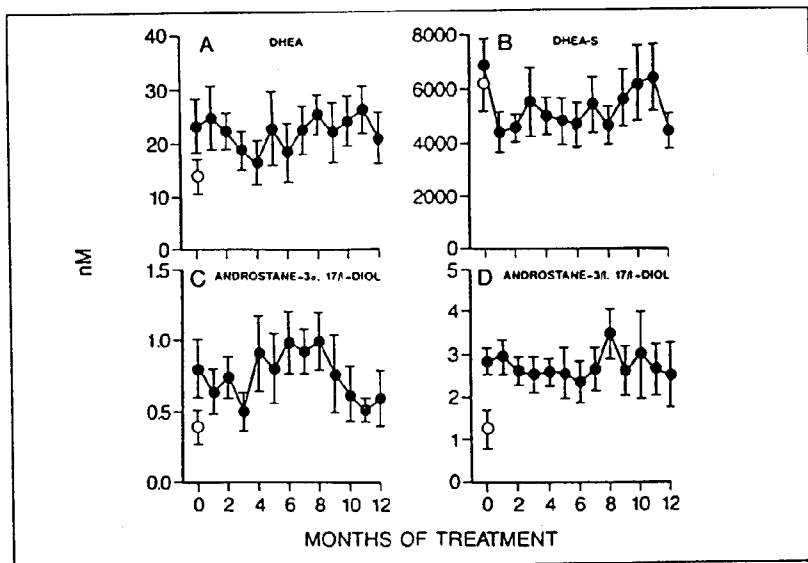 A DHEA
40
30
20
10
0
B DHEA-S
8000
6000
4000
2000
0
nM
C ANDROSTANE-3α, 17β-DIOL
1.5
1.0
0.5
0.0
0 2 4 6 8 10 12
D ANDROSTANE-3β, 17β-DIOL
5
4
3
2
1
0
0 2 4 6 8 10 12
MONTHS OF TREATMENT